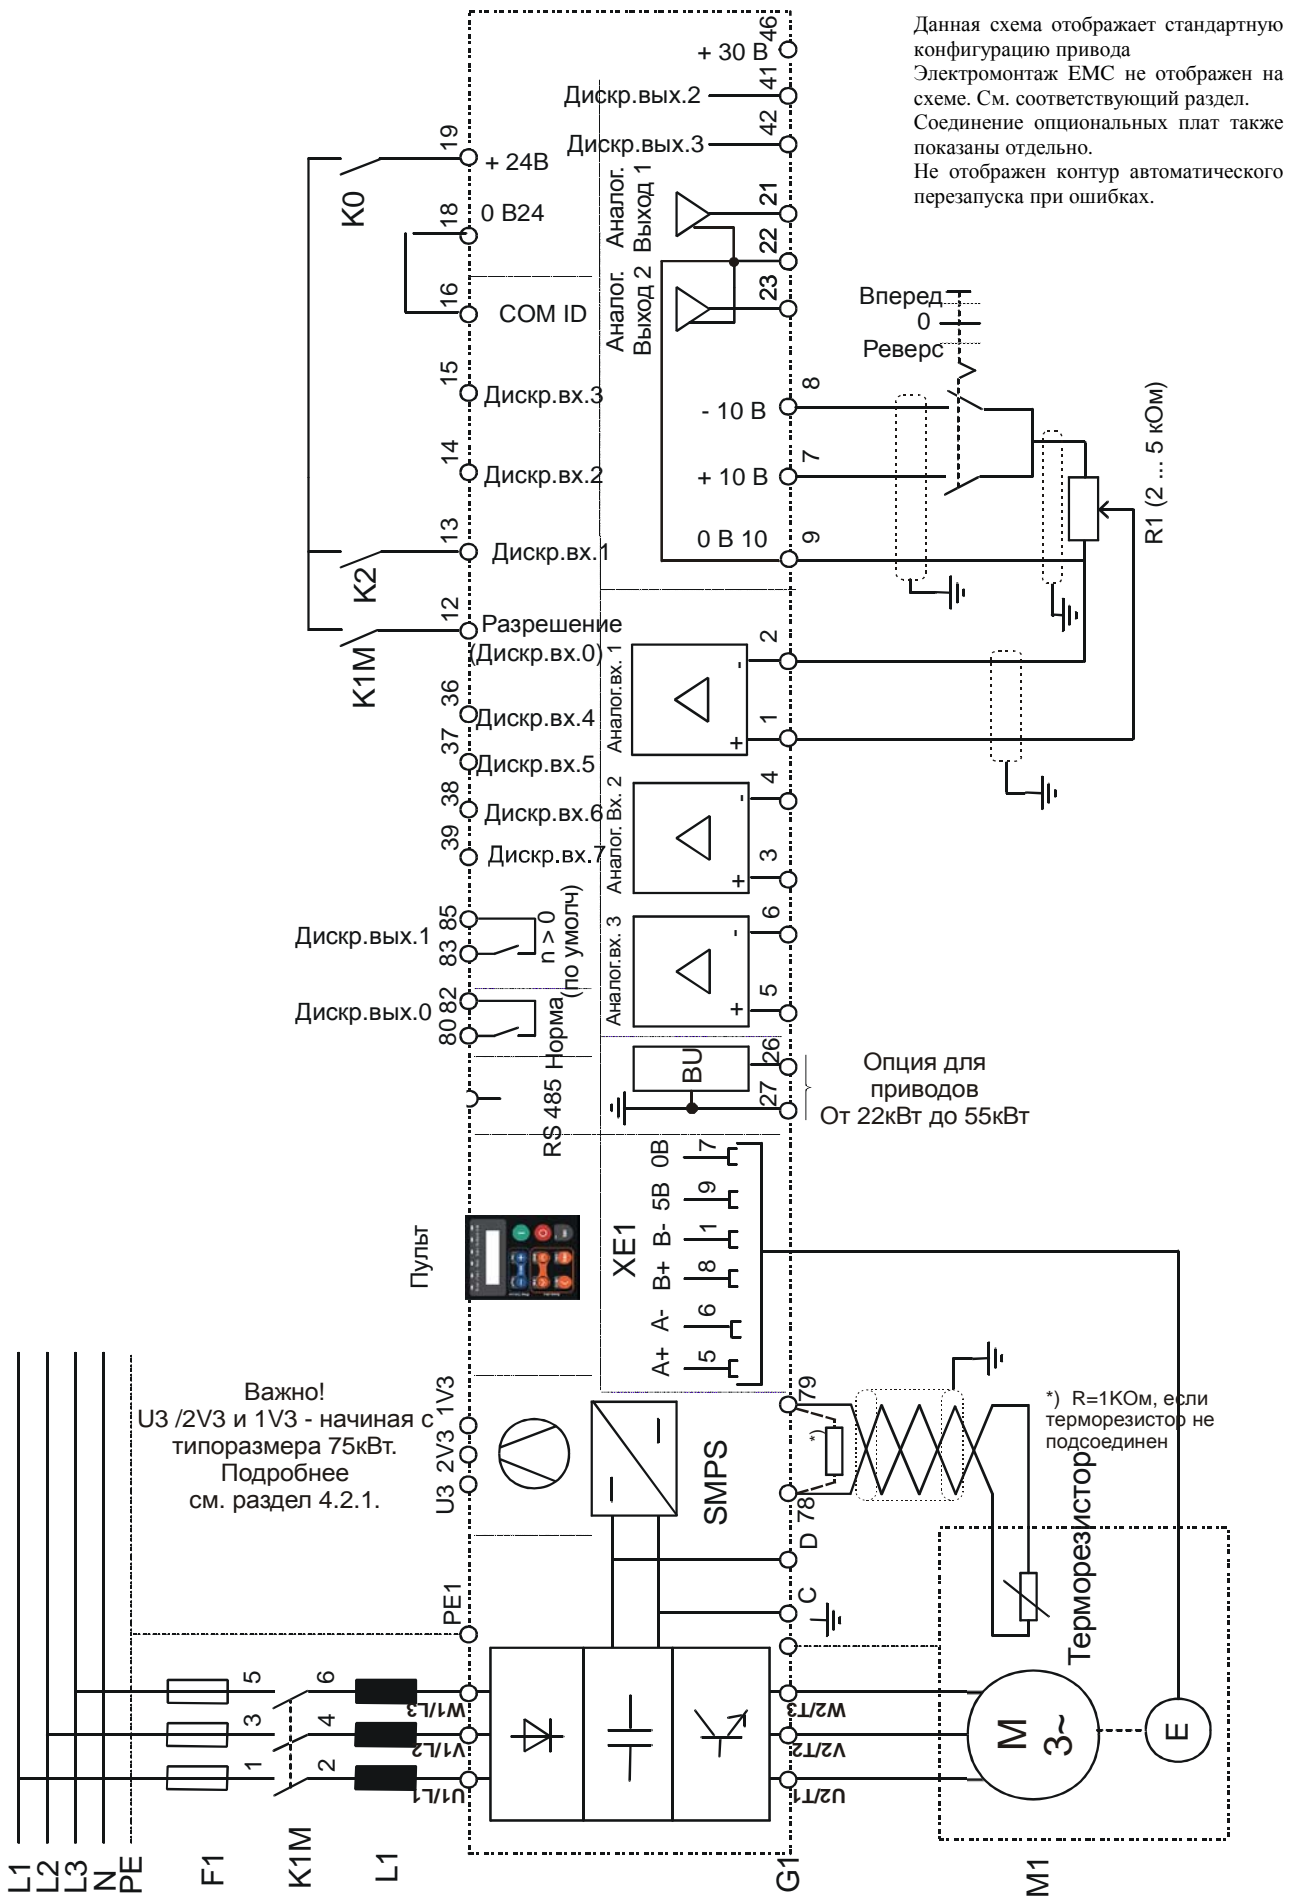 Данная схема отображает стандартную
конфигурацию привода
Электромонтаж EMC не отображен на
схеме. См. соответствующий раздел.
Соединение опциональных плат также
показаны отдельно.
Не отображен контур автоматического
перезапуска при ошибках.
+ 30 В 46
Дискр.вых.2 41
Дискр.вых.3 42
19 + 24В
K0
18 0 В24
16 COM ID
Аналог.
Выход 1
21
22
Аналог.
Выход 2
23
Вперед
0
Реверс
15 Дискр.вх.3
- 10 В 8
14 Дискр.вх.2
+ 10 В 7
R1 (2 ... 5 кОм)
13 Дискр.вх.1
0 В 10 9
K2
12 Разрешение
(Дискр.вх.0)
K1M
Аналог.вх. 1
- 2
+ 1
36 Дискр.вх.4
37 Дискр.вх.5
38 Дискр.вх.6
39 Дискр.вх.7
Аналог. Вх. 2
- 4
+ 3
Дискр.вых.1
83 85
n > 0
(по умолч)
Аналог.вх. 3
- 6
+ 5
Дискр.вых.0
80 82
Норма
RS 485
BU
26
27
Опция для
приводов
От 22кВт до 55кВт
Пульт
XE1
0В 7
5В 9
B- 1
B+ 8
A- 6
A+ 5
Важно!
U3 /2V3 и 1V3 - начиная с
типоразмера 75кВт.
Подробнее
см. раздел 4.2.1.
U3 2V3 1V3
SMPS
79
78
*)
*) R=1КОм, если
терморезистор не
подсоединен
Терморезистор
D
C
PE1
5 6
3 4
1 2
W1/L3
V1/L2
U1/L1
W2/T3
V2/T2
U2/T1
M
3~
E
L1
L2
L3
N
PE
F1
K1M
L1
G1
M1